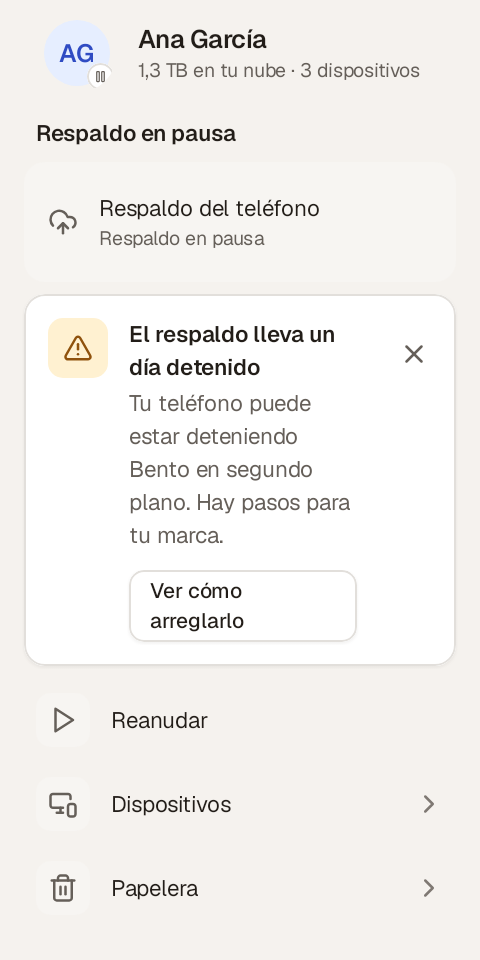 AG
Ana García
1,3 TB en tu nube · 3 dispositivos
Respaldo en pausa
Respaldo del teléfono
Respaldo en pausa
El respaldo lleva un
día detenido
Tu teléfono puede
estar deteniendo
Bento en segundo
plano. Hay pasos para
tu marca.
Ver cómo
arreglarlo
Reanudar
Dispositivos
Papelera